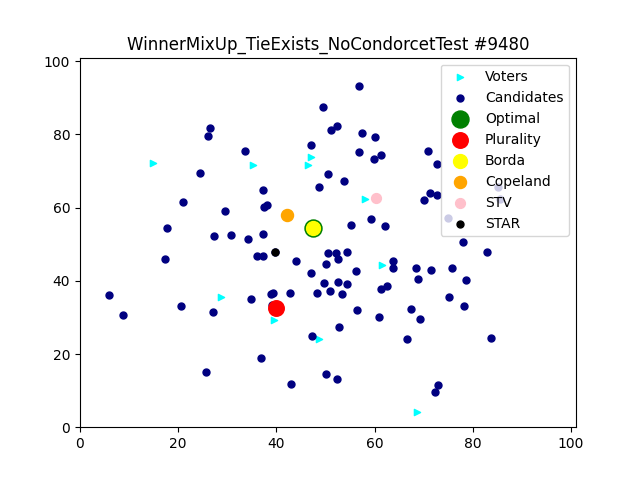 WinnerMixUp_TieExists_NoCondorcetTest #9480
Voters
Candidates
Optimal
Plurality
Borda
Copeland
STV
STAR
100
80
60
40
20
0
0 20 40 60 80 100